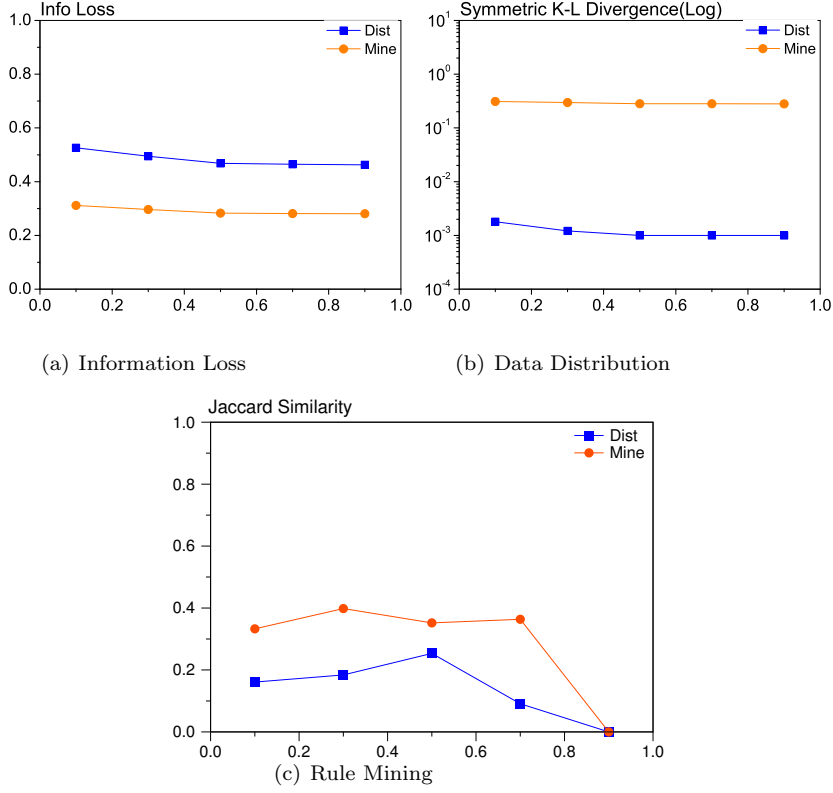 Info Loss
Dist
Mine
1.0
0.8
0.6
0.4
0.2
0.0
0.0 0.2 0.4 0.6 0.8 1.0
(a) Information Loss
Symmetric K-L Divergence(Log)
Dist
Mine
10^1
10^0
10^-1
10^-2
10^-3
10^-4
0.0 0.2 0.4 0.6 0.8 1.0
(b) Data Distribution
Jaccard Similarity
Dist
Mine
1.0
0.8
0.6
0.4
0.2
0.0
0.0 0.2 0.4 0.6 0.8 1.0
(c) Rule Mining